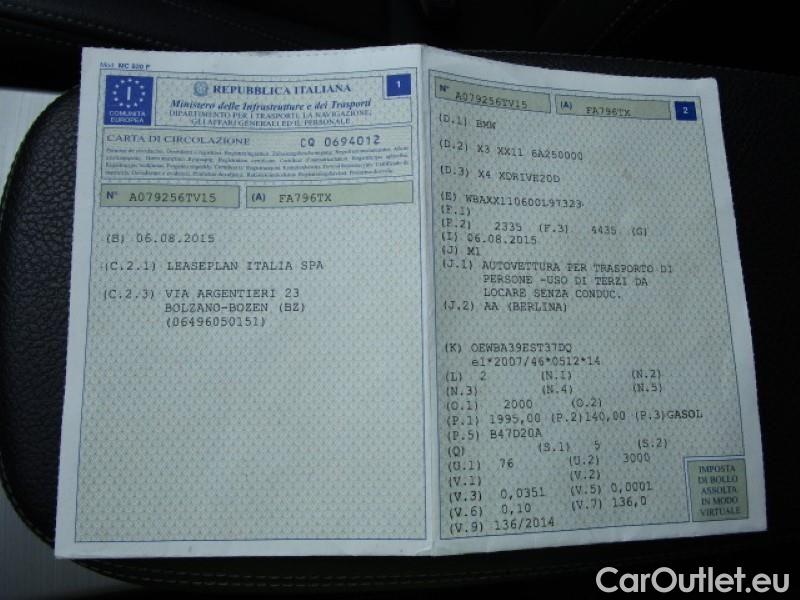 Mod. MC 820 F
COMUNITÀ
EUROPEA
I
REPUBBLICA ITALIANA
1
Ministero delle Infrastrutture e dei Trasporti
DIPARTIMENTO PER I TRASPORTI, LA NAVIGAZIONE,
GLI AFFARI GENERALI ED IL PERSONALE
CARTA DI CIRCOLAZIONE CQ 0694012
N° A079256TV15 (A) FA796TX
(B) 06.08.2015
(C.2.1) LEASEPLAN ITALIA SPA
(C.2.3) VIA ARGENTIERI 23
BOLZANO-BOZEN (BZ)
(06496050151)
N° A079256TV15 (A) FA796TX 2
(D.1) BMW
(D.2) X3 XX11 6A250000
(D.3) X4 XDRIVE20D
(E) WBAXX110600197323
(F.1)
(F.2) 2335 (F.3) 4435 (G)
(I) 06.08.2015
(J) M1
(J.1) AUTOVETTURA PER TRASPORTO DI
PERSONE -USO DI TERZI DA
LOCARE SENZA CONDUC.
(J.2) AA (BERLINA)
(K) OEWBA39EST37DQ
e1*2007/46*0512*14
(L) 2 (N.1) (N.2)
(N.3) (N.4) (N.5)
(O.1) 2000 (O.2)
(P.1) 1995,00 (P.2)140,00 (P.3)GASOL
(P.5) B47D20A
(Q) (S.1) 5 (S.2)
(U.1) 76 (U.2) 3000
(V.1) (V.2)
(V.3) 0,0351 (V.5) 0,0001
(V.6) 0,10 (V.7) 136,0
(V.9) 136/2014
IMPOSTA
DI BOLLO
ASSOLTA
IN MODO
VIRTUALE
CarOutlet.eu